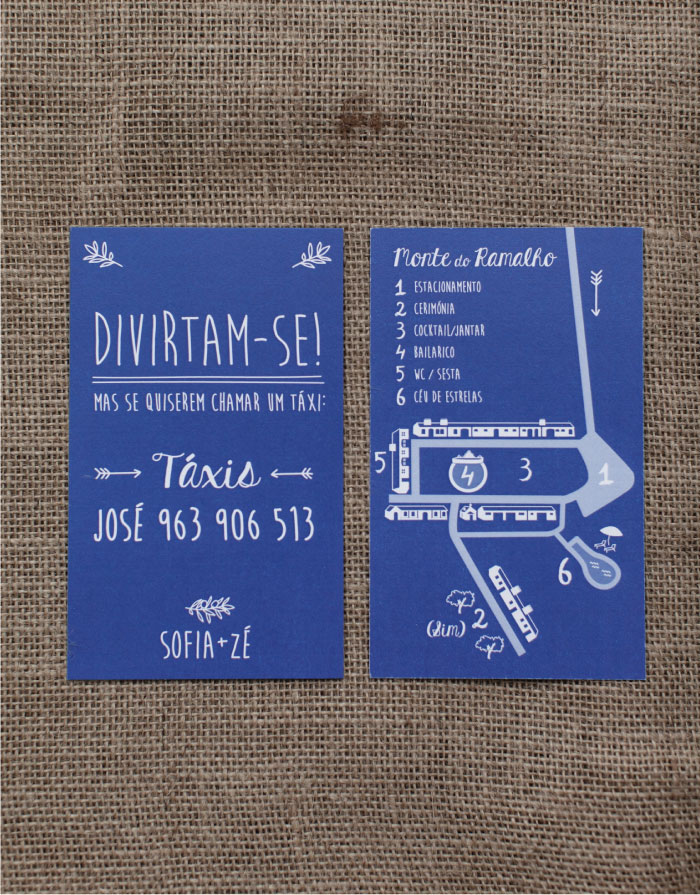 DIVIRTAM-SE!
MAS SE QUISEREM CHAMAR UM TÁXI:
Táxis
JOSÉ 963 906 513
SOFIA+ZÉ
Monte do Ramalho
1 ESTACIONAMENTO
2 CERIMÓNIA
3 COCKTAIL/JANTAR
4 BAILARICO
5 WC / SESTA
6 CÉU DE ESTRELAS
5
4
3
1
6
2
(Sim)